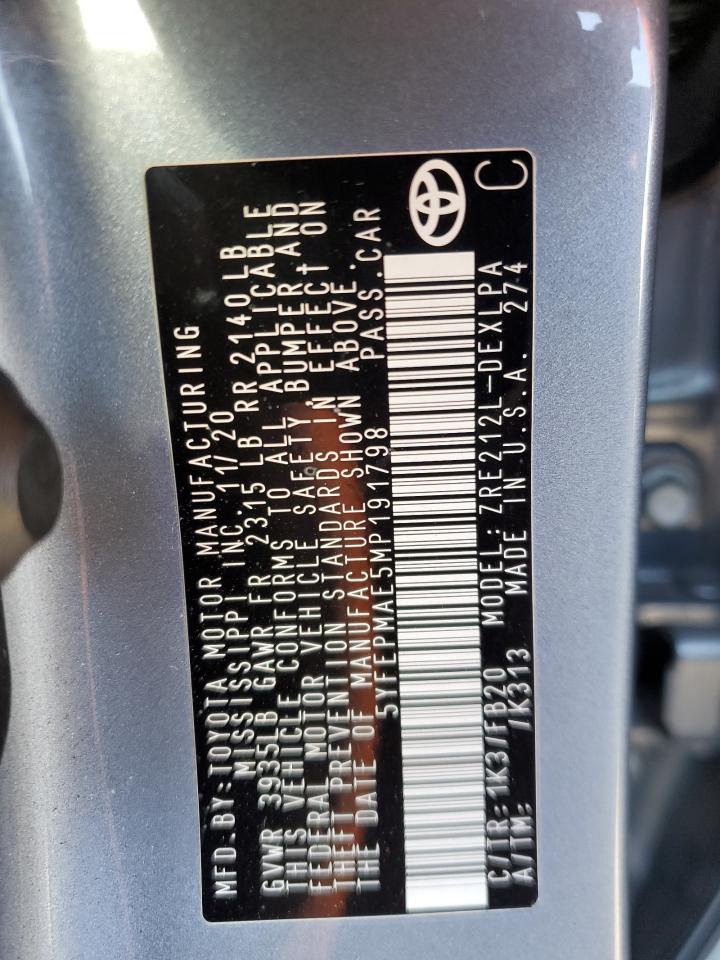 MFD.BY:TOYOTA MOTOR MANUFACTURING
MISSISSIPPI INC.11/20
GVWR 3935LB GAWR FR 2315 LB RR 2140 LB
THIS VEHICLE CONFORMS TO ALL APPLICABLE
FEDERAL MOTOR VEHICLE SAFETY,BUMPER AND
THEFT PREVENTION STANDARDS IN EFFECT ON
THE DATE OF MANUFACTURE SHOWN ABOVE.
5YFEPMAE5MP191798 PASS.CAR
C/TR:1K3/FB20 MODEL:ZRE212L-DEXLPA
A/TM: /K313 MADE IN U.S.A. 274
C